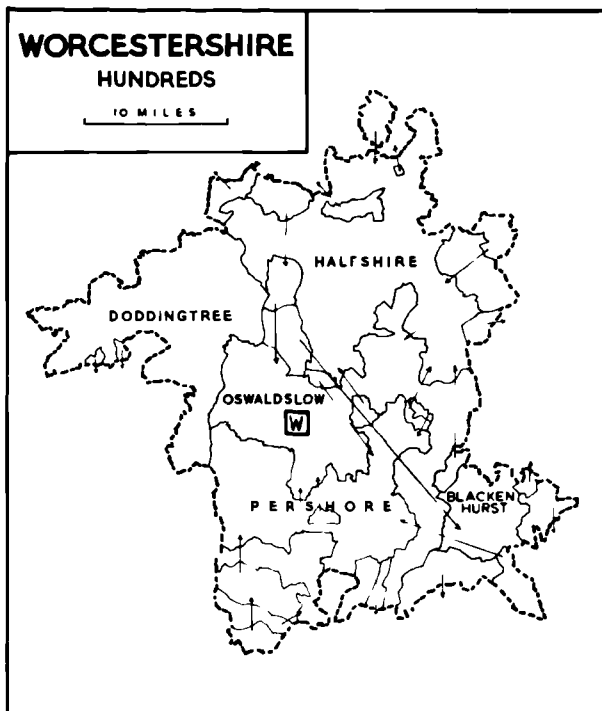 WORCESTERSHIRE
HUNDREDS
10 MILES
HALFSHIRE
DODDINGTREE
OSWALDSLOW
W
PERSHORE
BLACKEN
HURST